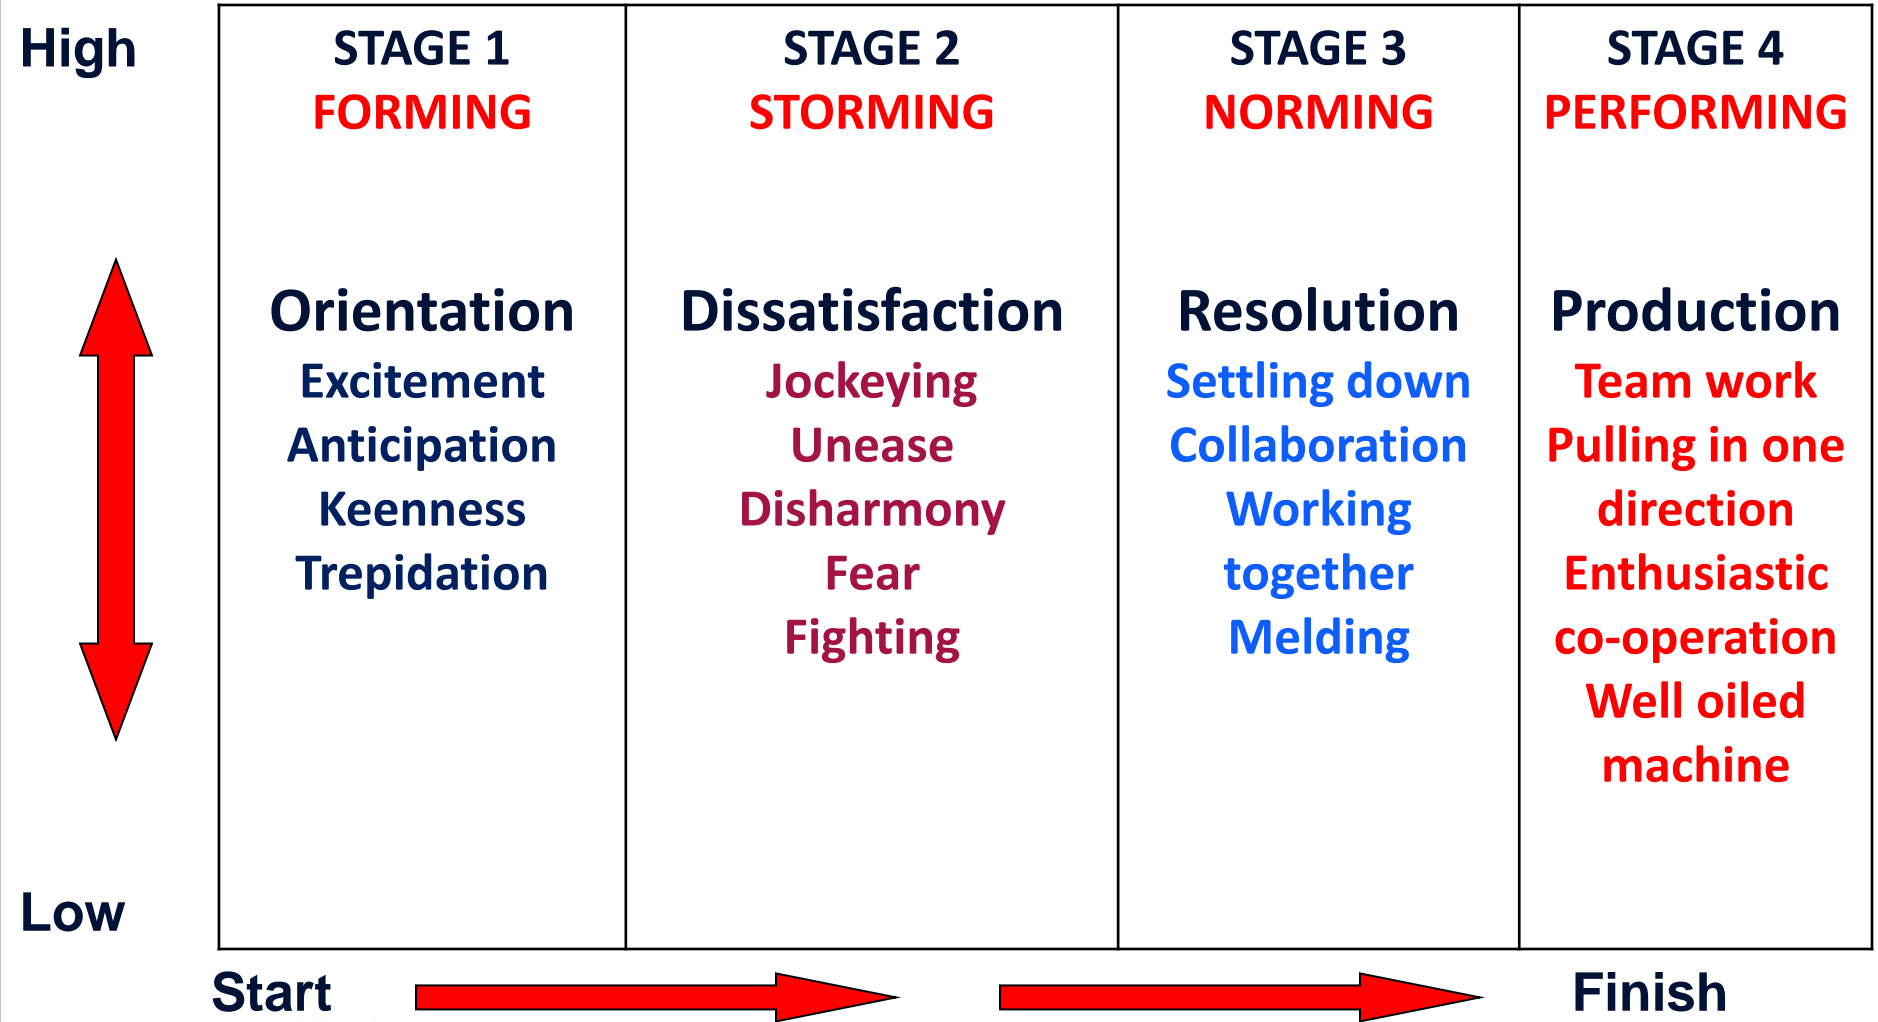 High
STAGE 1
FORMING
Orientation
Excitement
Anticipation
Keenness
Trepidation
STAGE 2
STORMING
Dissatisfaction
Jockeying
Unease
Disharmony
Fear
Fighting
STAGE 3
NORMING
Resolution
Settling down
Collaboration
Working
together
Melding
STAGE 4
PERFORMING
Production
Team work
Pulling in one
direction
Enthusiastic
co-operation
Well oiled
machine
Low
Start
Finish